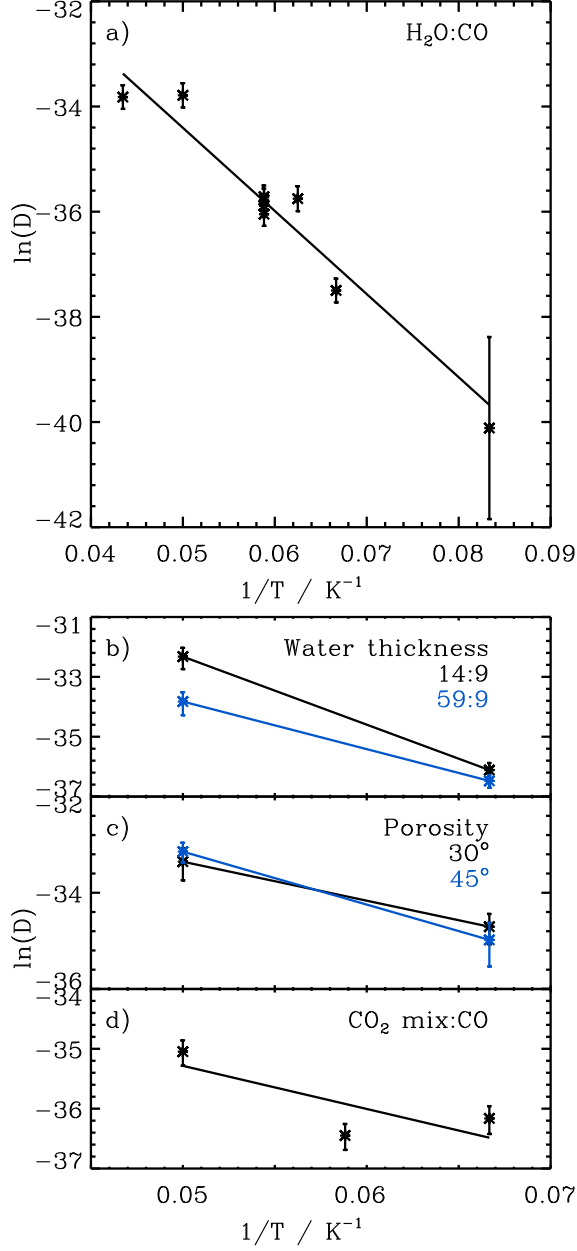 −32
a)
H₂O:CO
−34
−36
ln(D)
−38
−40
−42
0.04 0.05 0.06 0.07 0.08 0.09
1/T / K⁻¹
−31
b)
Water thickness
−33
14:9
59:9
−35
−37
−32
c)
Porosity
30°
45°
−34
ln(D)
−36
−34
d)
CO₂ mix:CO
−35
−36
−37
0.05 0.06 0.07
1/T / K⁻¹